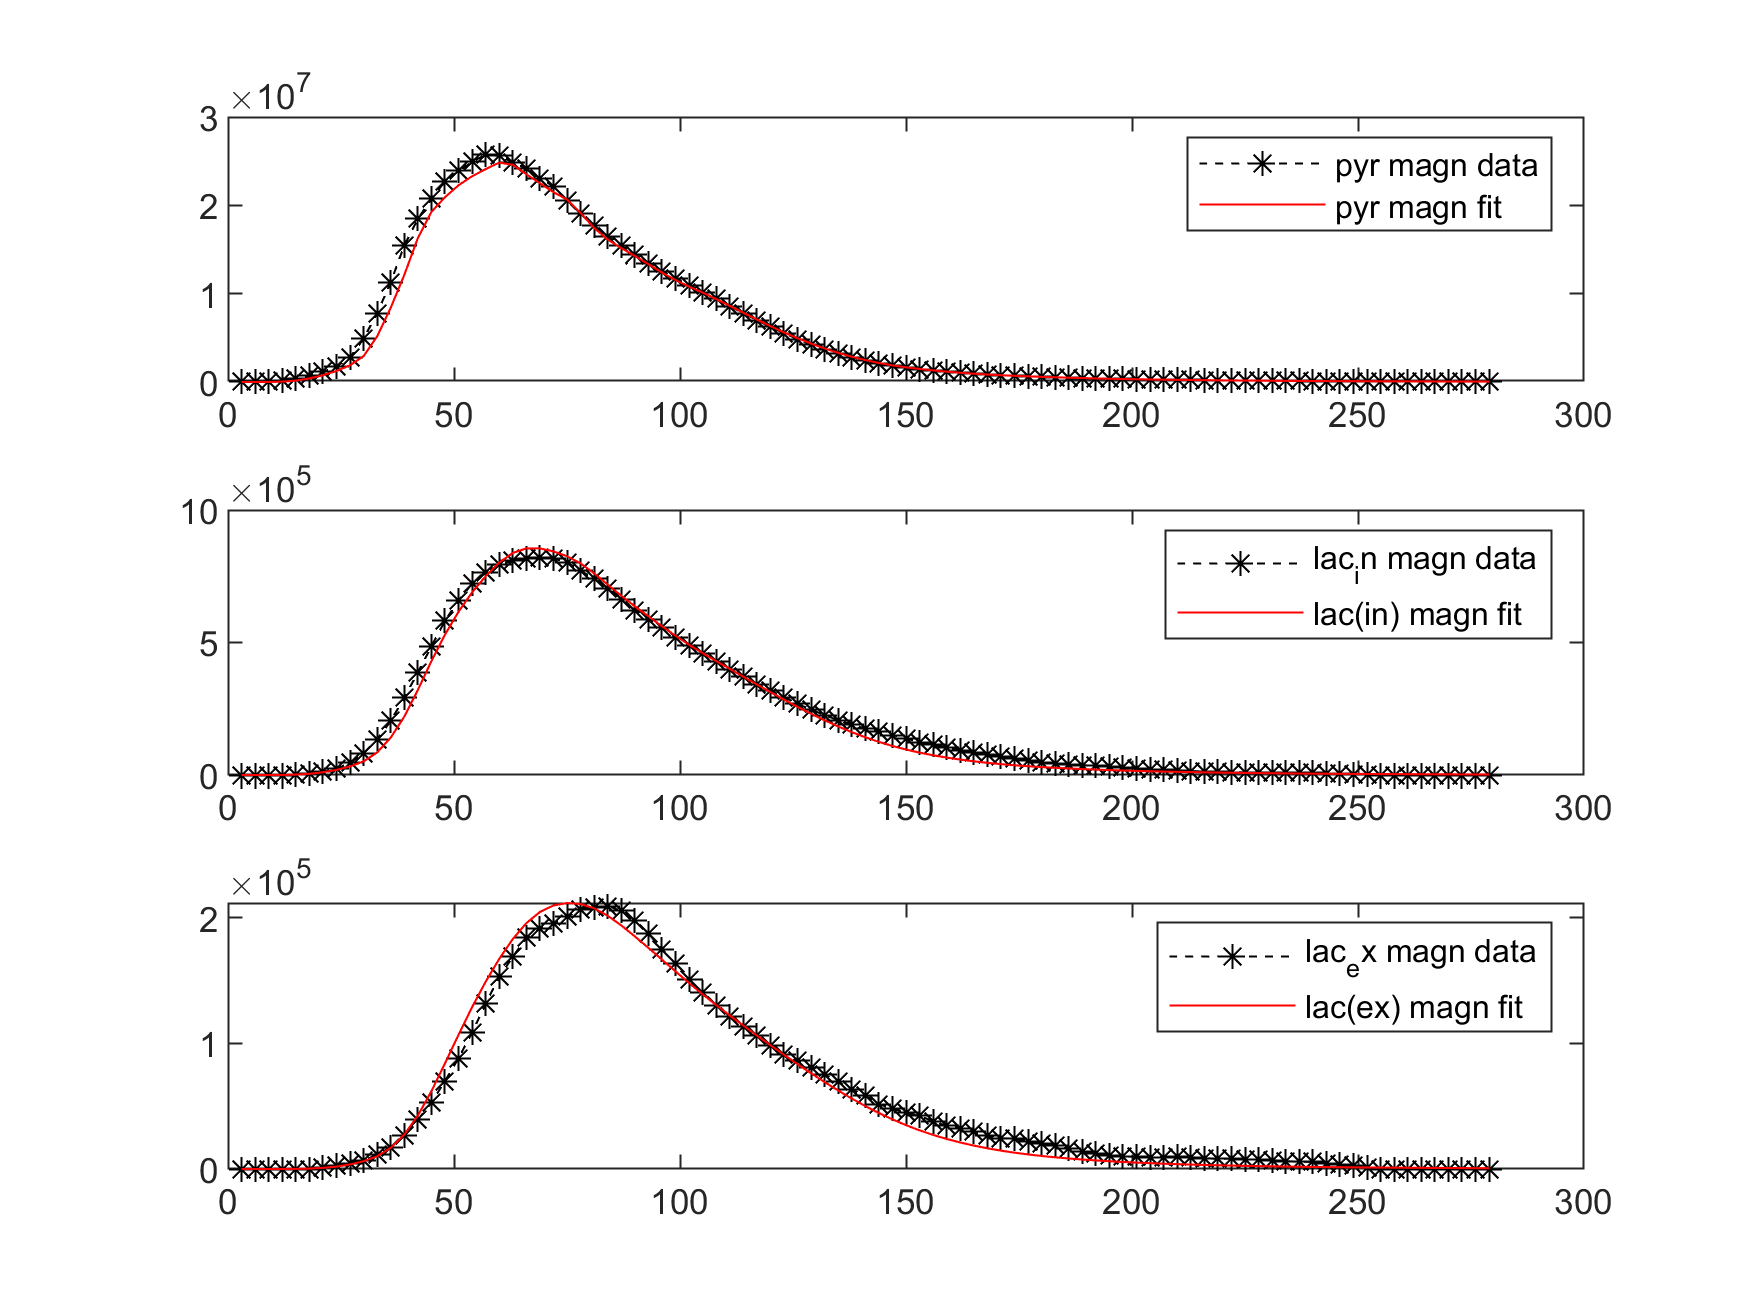 ×10^7
3
2
1
0
0 50 100 150 200 250 300
pyr magn data
pyr magn fit
×10^5
10
5
0
0 50 100 150 200 250 300
lac_in magn data
lac(in) magn fit
×10^5
2
1
0
0 50 100 150 200 250 300
lac_ex magn data
lac(ex) magn fit